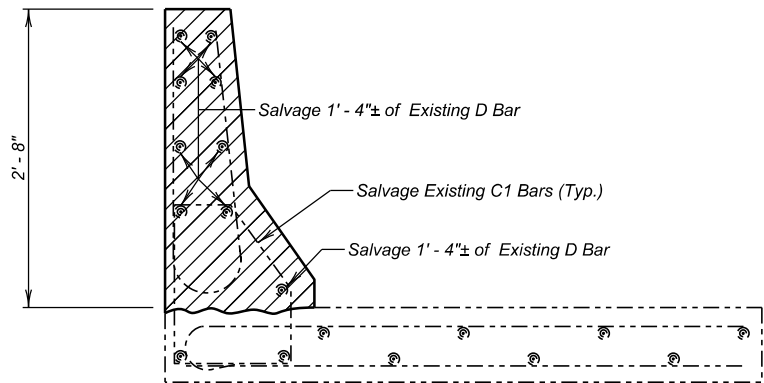 2' - 8"
Salvage 1' - 4"± of Existing D Bar
Salvage Existing C1 Bars (Typ.)
Salvage 1' - 4"± of Existing D Bar